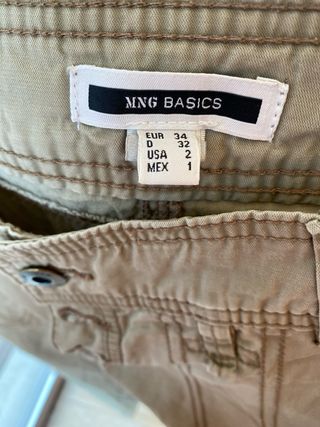 MNG BASICS
EUR 34
D 32
USA 2
MEX 1